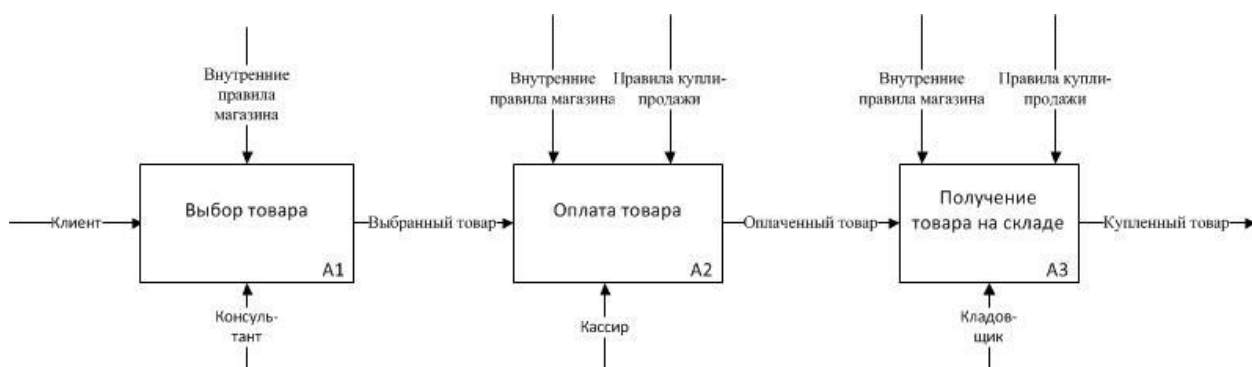 Внутренние
правила
магазина
Внутренние
правила магазина
Правила купли-
продажи
Внутренние
правила магазина
Правила купли-
продажи
Клиент
Выбор товара
A1
Выбранный товар
Оплата товара
A2
Оплаченный товар
Получение
товара на складе
A3
Купленный товар
Консуль-
тант
Кассир
Кладов-
щик